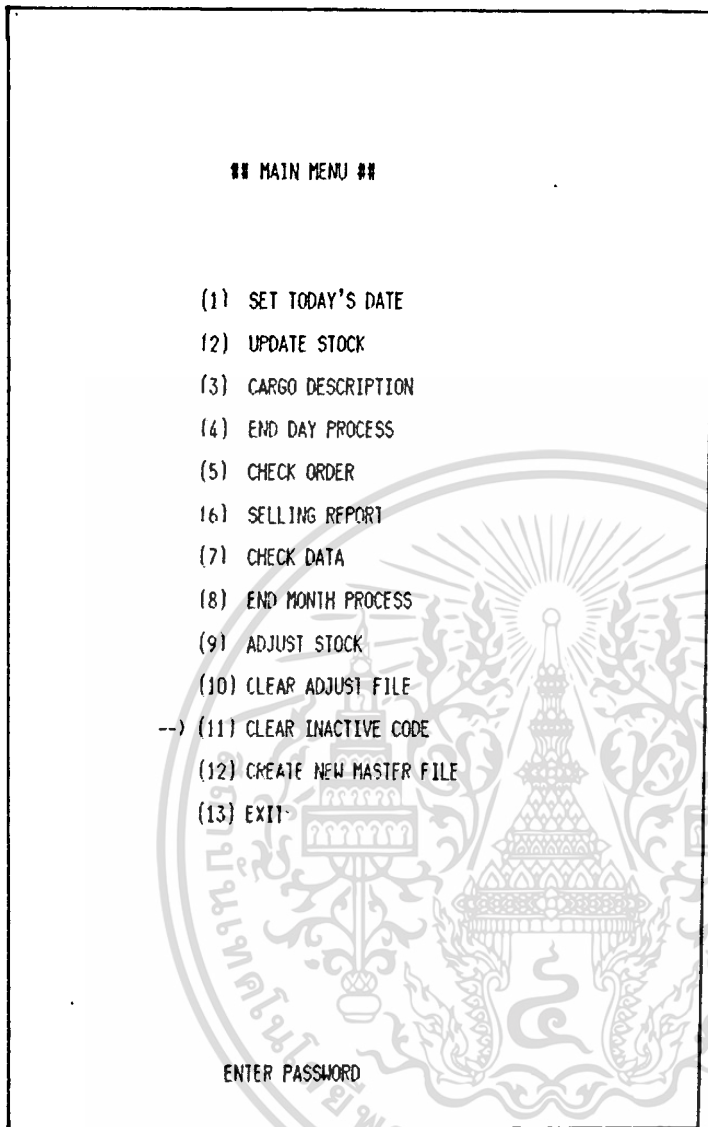 ## MAIN MENU ##
(1) SET TODAY'S DATE
(2) UPDATE STOCK
(3) CARGO DESCRIPTION
(4) END DAY PROCESS
(5) CHECK ORDER
(6) SELLING REPORT
(7) CHECK DATA
(8) END MONTH PROCESS
(9) ADJUST STOCK
(10) CLEAR ADJUST FILE
--> (11) CLEAR INACTIVE CODE
(12) CREATE NEW MASTER FILE
(13) EXIT
ENTER PASSWORD